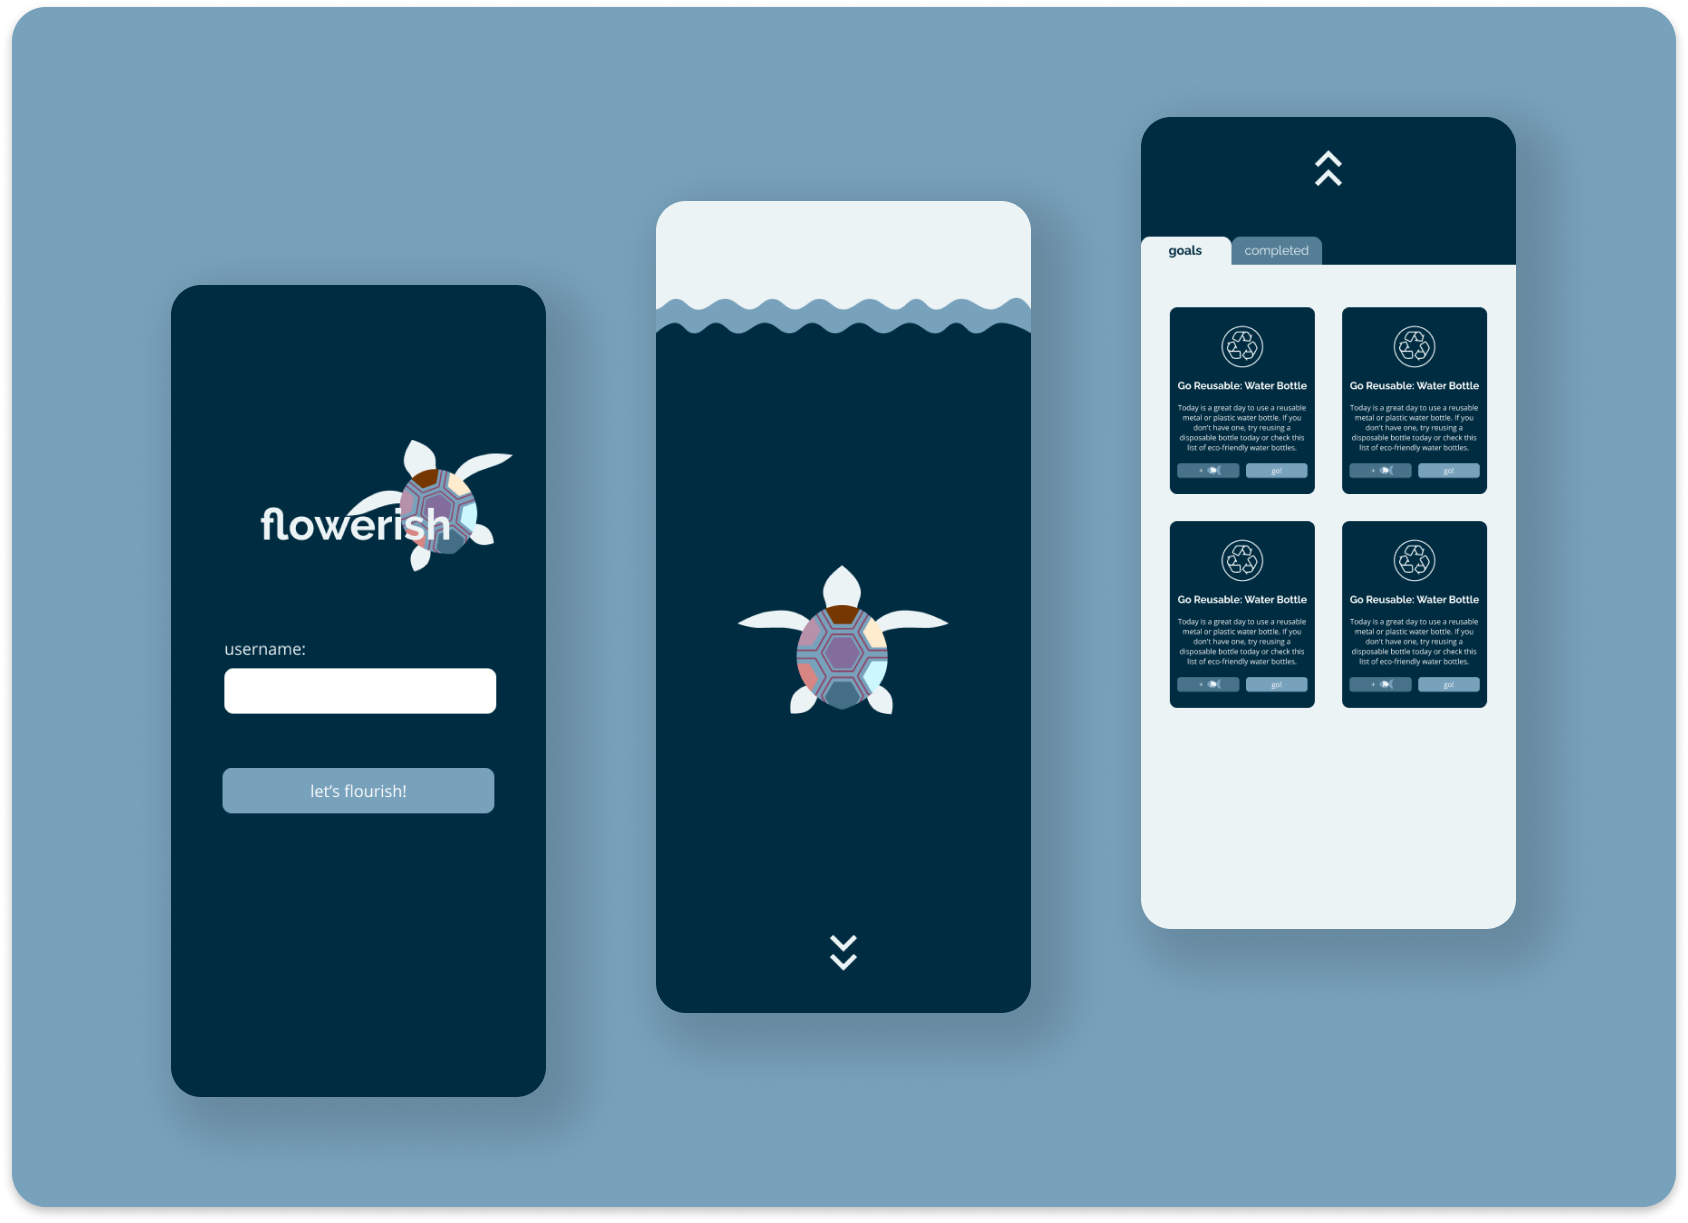 flowerish
username:
let's flourish!
goals
completed
Go Reusable: Water Bottle
Today is a great day to use a reusable
metal or plastic water bottle. If you
don't have one, try reusing a
disposable bottle today or check this
list of eco-friendly water bottles.
+
go!
Go Reusable: Water Bottle
Today is a great day to use a reusable
metal or plastic water bottle. If you
don't have one, try reusing a
disposable bottle today or check this
list of eco-friendly water bottles.
+
go!
Go Reusable: Water Bottle
Today is a great day to use a reusable
metal or plastic water bottle. If you
don't have one, try reusing a
disposable bottle today or check this
list of eco-friendly water bottles.
+
go!
Go Reusable: Water Bottle
Today is a great day to use a reusable
metal or plastic water bottle. If you
don't have one, try reusing a
disposable bottle today or check this
list of eco-friendly water bottles.
+
go!